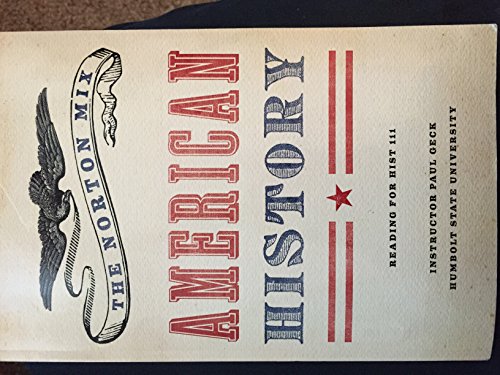 THE NORTON MIX
AMERICAN
HISTORY
READING FOR HIST 111
INSTRUCTOR PAUL GECK
HUMBOLT STATE UNIVERSITY